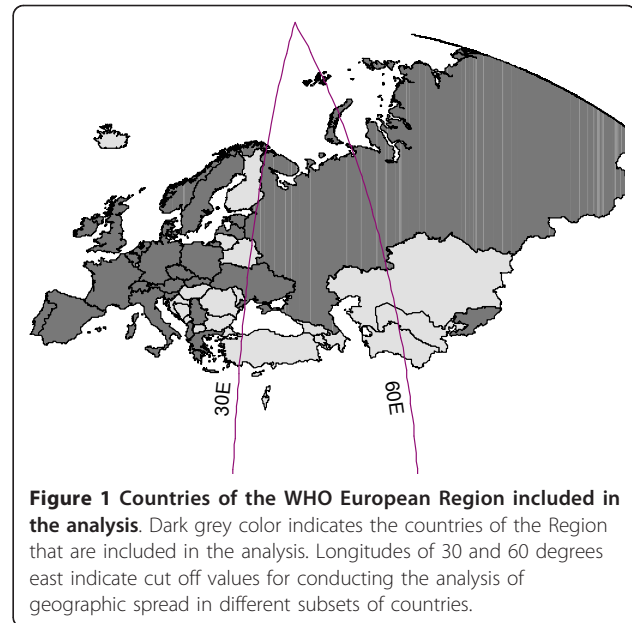 30E
60E
Figure 1 Countries of the WHO European Region included in
the analysis. Dark grey color indicates the countries of the Region
that are included in the analysis. Longitudes of 30 and 60 degrees
east indicate cut off values for conducting the analysis of
geographic spread in different subsets of countries.